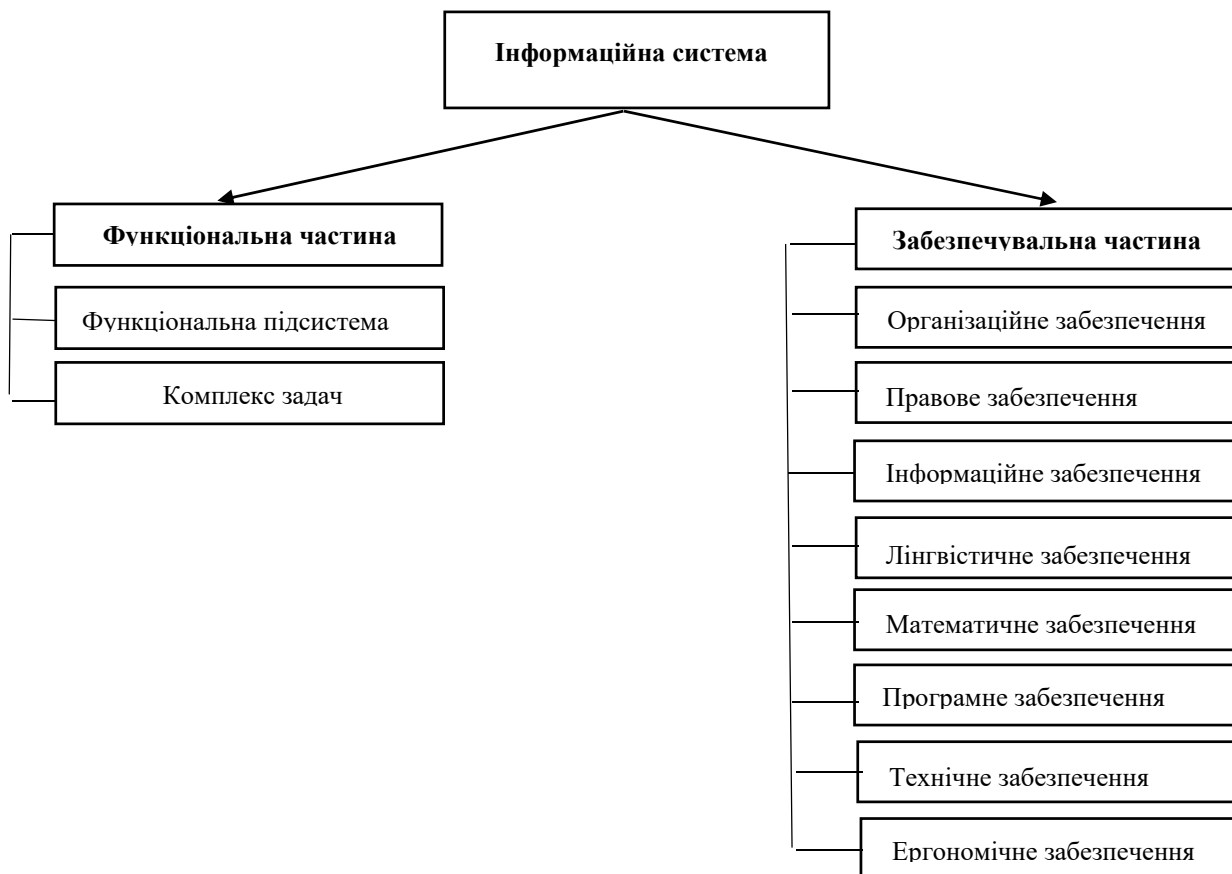 Інформаційна система
Функціональна частина
Функціональна підсистема
Комплекс задач
Забезпечувальна частина
Організаційне забезпечення
Правове забезпечення
Інформаційне забезпечення
Лінгвістичне забезпечення
Математичне забезпечення
Програмне забезпечення
Технічне забезпечення
Ергономічне забезпечення